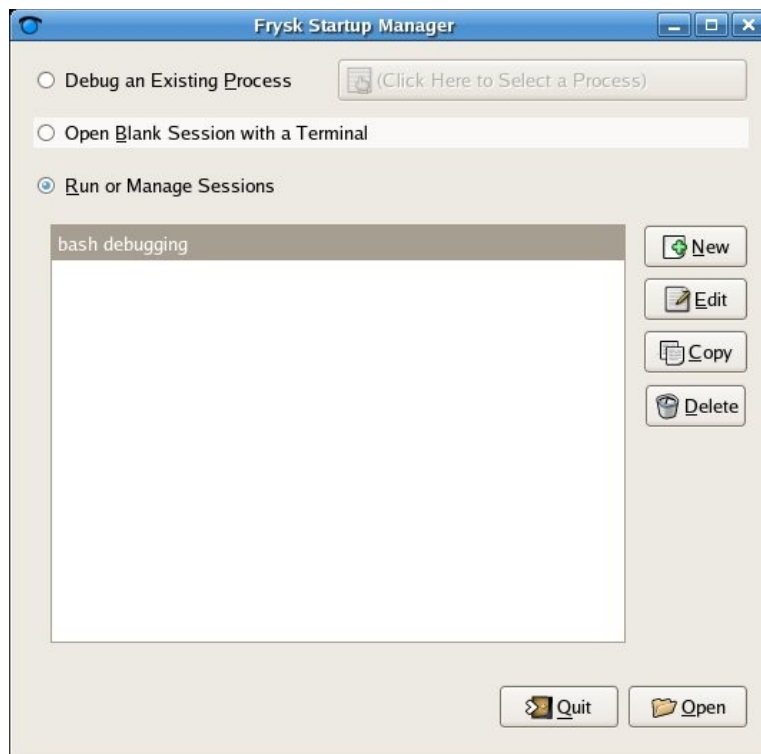 Frysk Startup Manager
Debug an Existing Process
(Click Here to Select a Process)
Open Blank Session with a Terminal
Run or Manage Sessions
bash debugging
New
Edit
Copy
Delete
Quit
Open